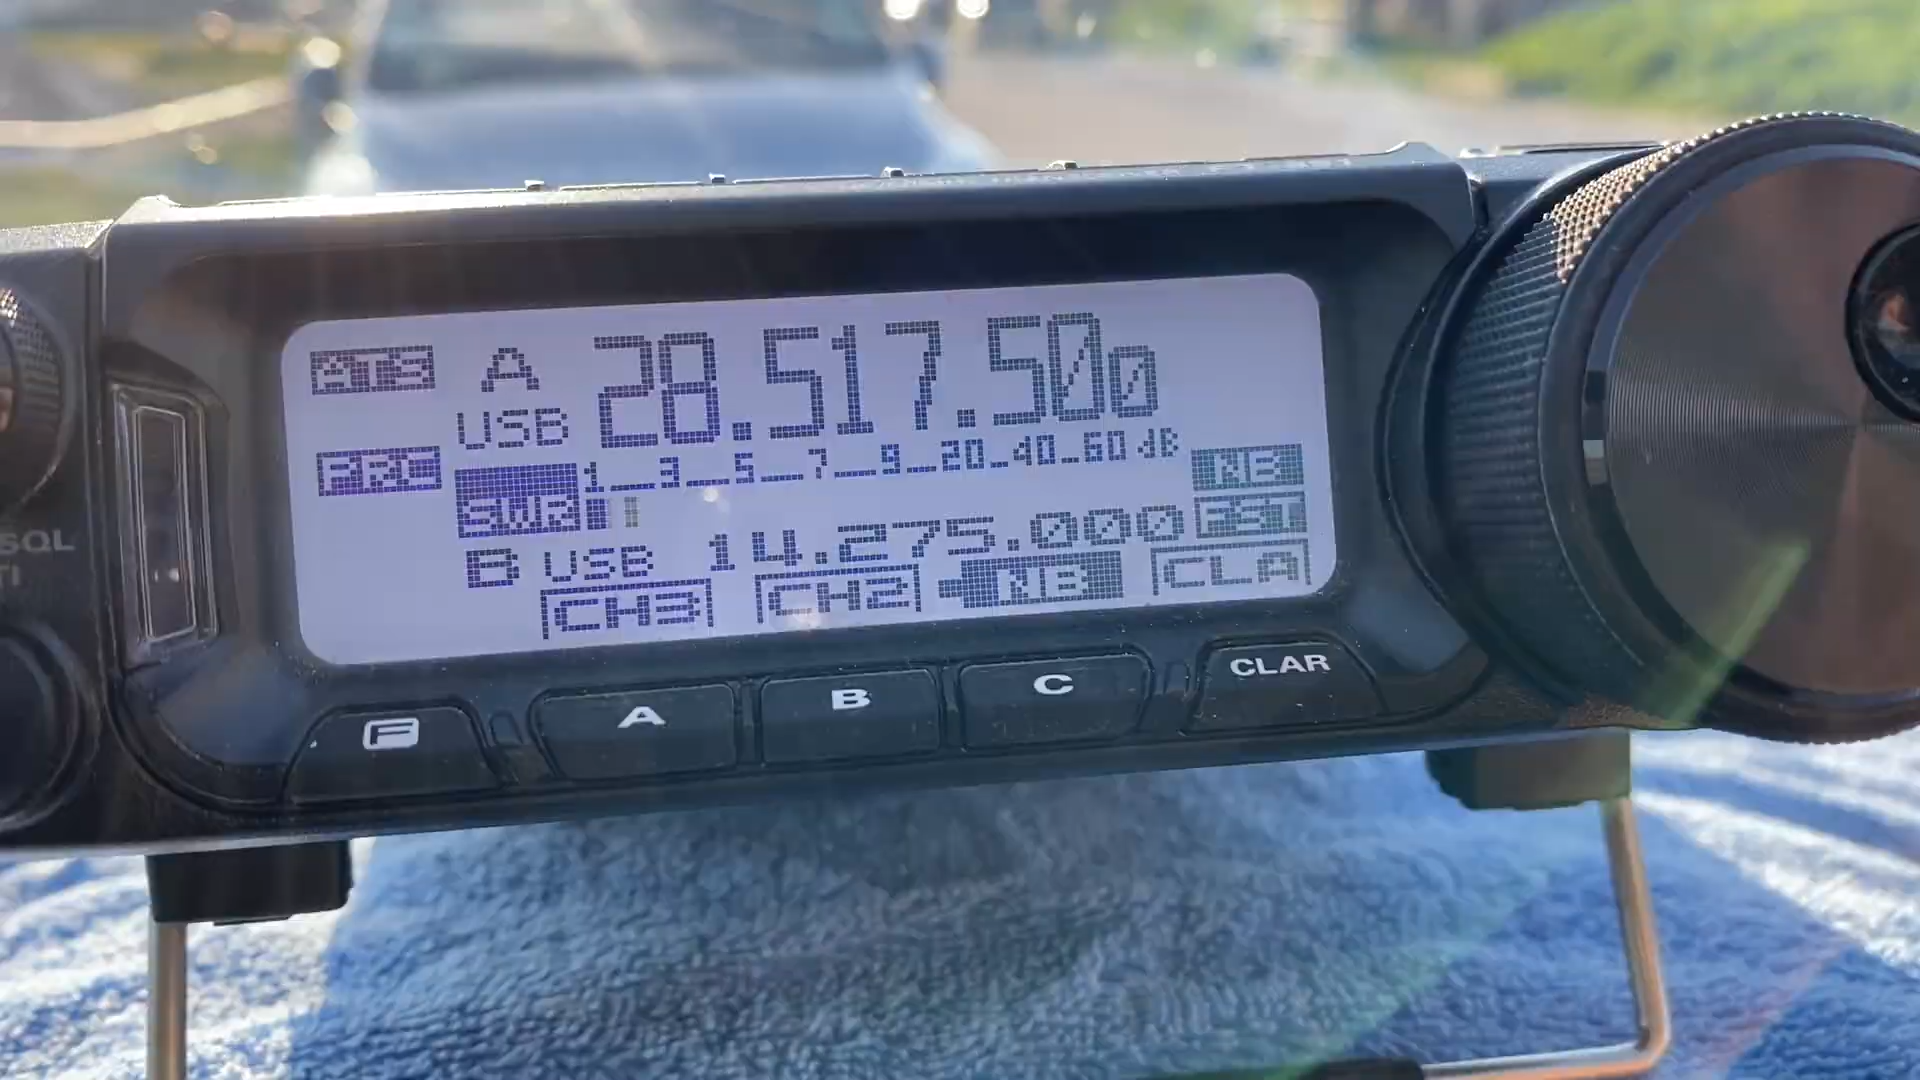 ATS A 28.517.500
USB
PRC 1 3 5 7 9 20 40 60 dB NB
SWR FST
B USB 14.275.000
CH3 CH2 NB CLA
SQL
F A B C CLAR